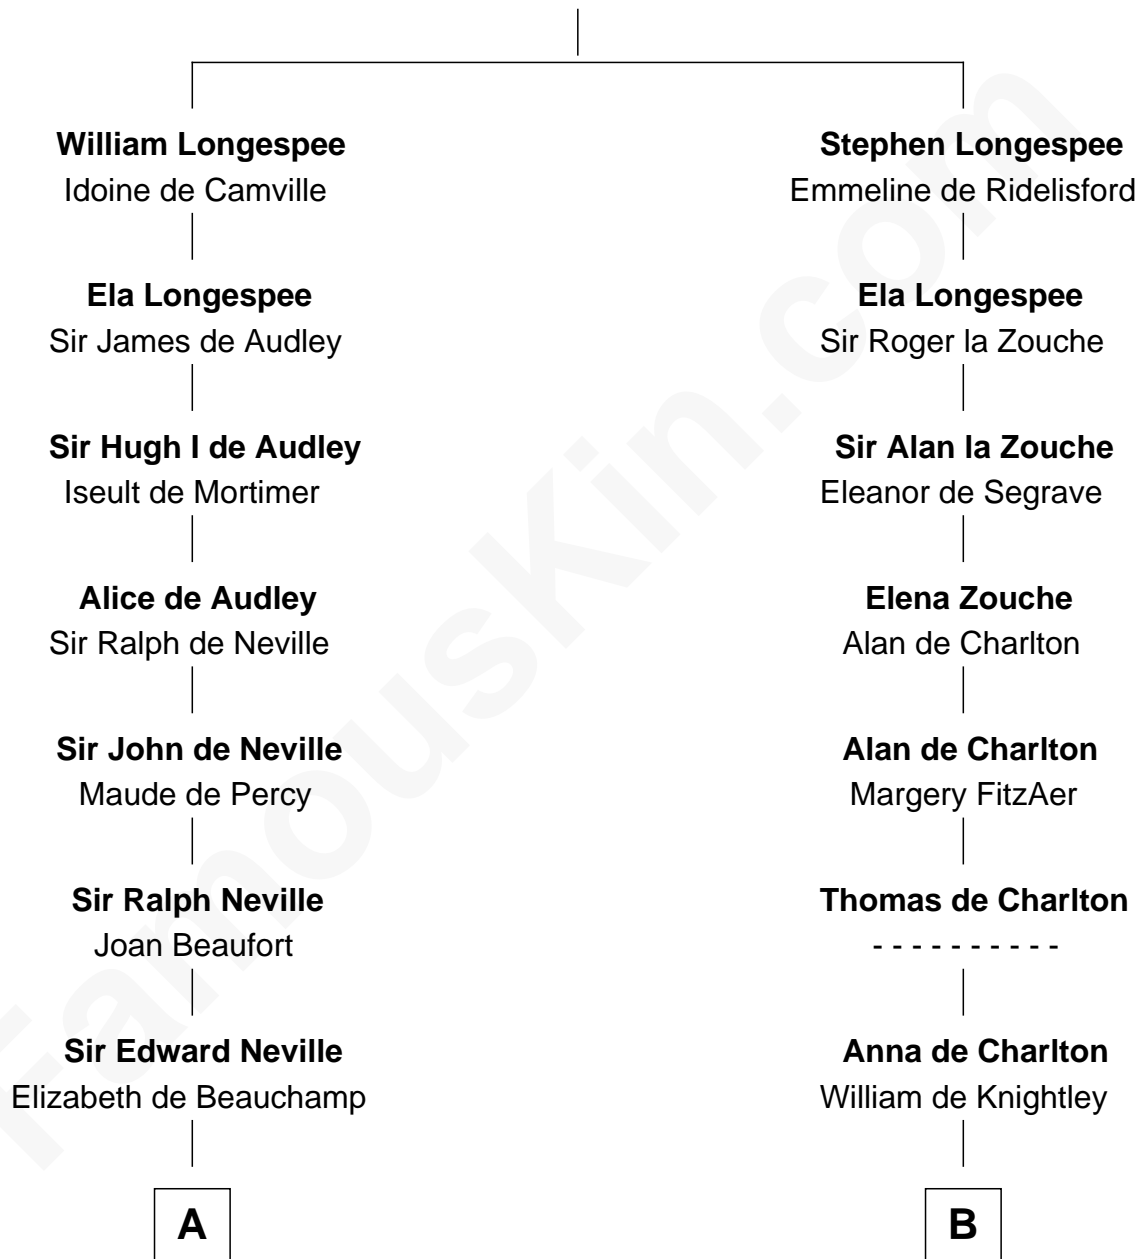 William Longespee
Idoine de Camville
Ela Longespee
Sir James de Audley
Sir Hugh I de Audley
Iseult de Mortimer
Alice de Audley
Sir Ralph de Neville
Sir John de Neville
Maude de Percy
Sir Ralph Neville
Joan Beaufort
Sir Edward Neville
Elizabeth de Beauchamp
A
Stephen Longespee
Emmeline de Ridelisford
Ela Longespee
Sir Roger la Zouche
Sir Alan la Zouche
Eleanor de Segrave
Elena Zouche
Alan de Charlton
Alan de Charlton
Margery FitzAer
Thomas de Charlton
- - - - - - - - - -
Anna de Charlton
William de Knightley
B
FamousKin.com